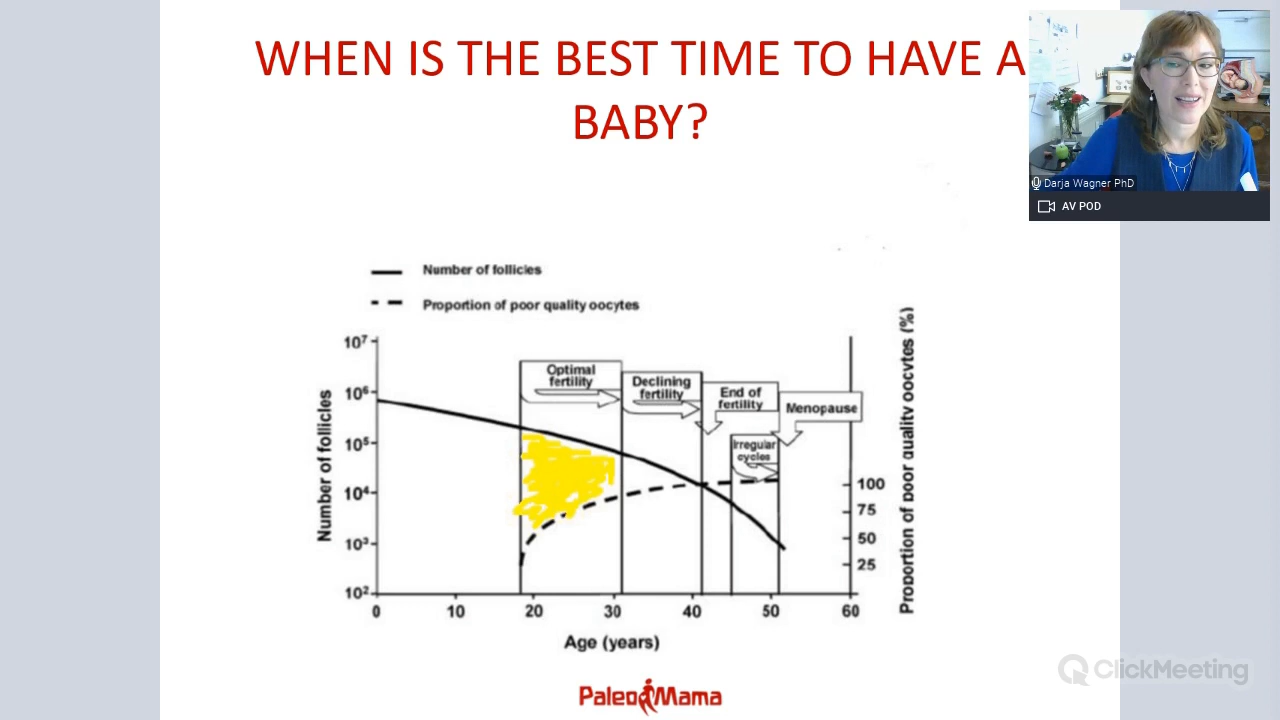 WHEN IS THE BEST TIME TO HAVE A
BABY?
Darja Wagner PhD
AV POD
Number of follicles
Proportion of poor quality oocytes
Number of follicles
10⁷
10⁶
10⁵
10⁴
10³
10²
Optimal
fertility
Declining
fertility
End of
fertility
Menopause
Irregular
cycles
100
75
50
25
Proportion of poor quality oocytes (%)
0 10 20 30 40 50 60
Age (years)
PaleoMama
ClickMeeting